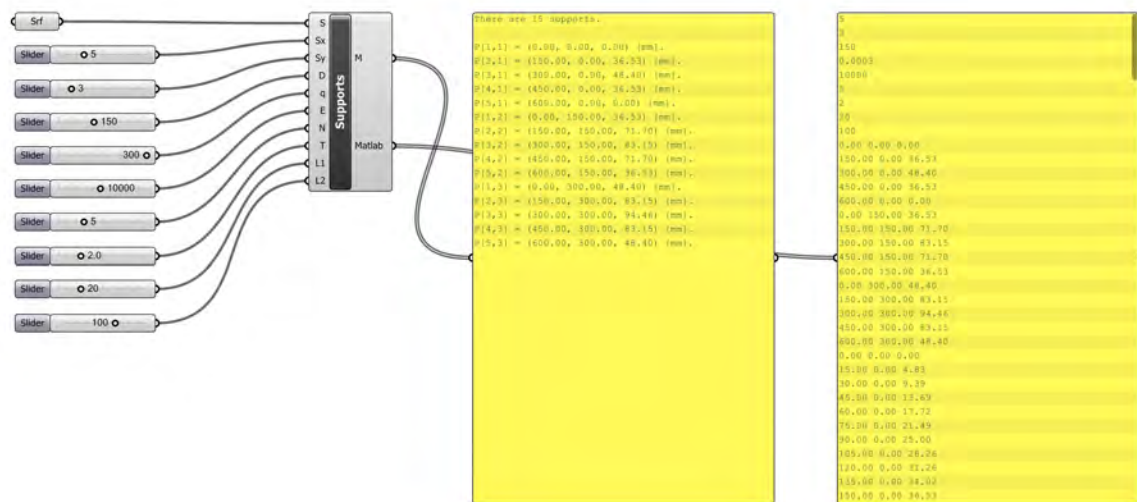 Srf
Slider 5
Slider 3
Slider 150
Slider 300
Slider 10000
Slider 5
Slider 2.0
Slider 20
Slider 100
S
Sx
Sy
D
q
E
N
T
L1
L2
Supports
M
Matlab
There are 15 supports.
P[1,1] = (0.00, 0.00, 0.00) [mm].
P[2,1] = (150.00, 0.00, 36.53) [mm].
P[3,1] = (300.00, 0.00, 48.40) [mm].
P[4,1] = (450.00, 0.00, 36.53) [mm].
P[5,1] = (600.00, 0.00, 0.00) [mm].
P[1,2] = (0.00, 150.00, 36.53) [mm].
P[2,2] = (150.00, 150.00, 71.70) [mm].
P[3,2] = (300.00, 150.00, 83.15) [mm].
P[4,2] = (450.00, 150.00, 71.70) [mm].
P[5,2] = (600.00, 150.00, 36.53) [mm].
P[1,3] = (0.00, 300.00, 48.40) [mm].
P[2,3] = (150.00, 300.00, 83.15) [mm].
P[3,3] = (300.00, 300.00, 94.46) [mm].
P[4,3] = (450.00, 300.00, 83.15) [mm].
P[5,3] = (600.00, 300.00, 48.40) [mm].
5
3
150
0.0003
10000
5
2
20
100
0.00 0.00 0.00
150.00 0.00 36.53
300.00 0.00 48.40
450.00 0.00 36.53
600.00 0.00 0.00
0.00 150.00 36.53
150.00 150.00 71.70
300.00 150.00 83.15
450.00 150.00 71.70
600.00 150.00 36.53
0.00 300.00 48.40
150.00 300.00 83.15
300.00 300.00 94.46
450.00 300.00 83.15
600.00 300.00 48.40
0.00 0.00 0.00
15.00 0.00 4.83
30.00 0.00 9.39
45.00 0.00 13.69
60.00 0.00 17.72
75.00 0.00 21.49
90.00 0.00 25.00
105.00 0.00 28.26
120.00 0.00 31.26
135.00 0.00 34.02
150.00 0.00 36.53